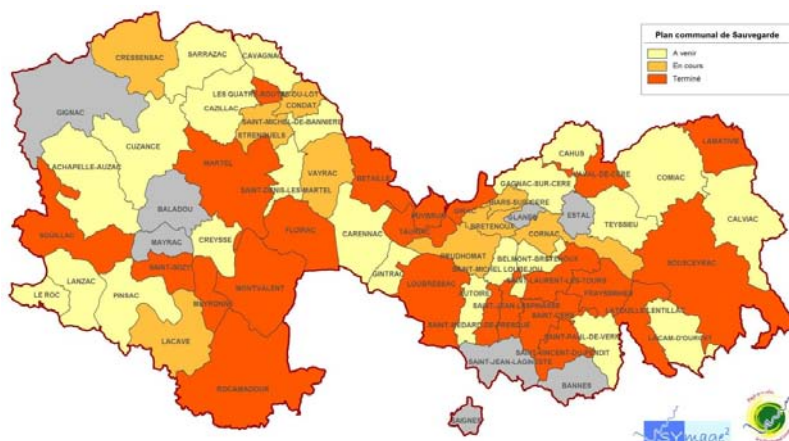 Plan communal de Sauvegarde
A venir
En cours
Terminé
CRESSENSAC
SARRAZAC
CAVAGNAC
GIGNAC
LES QUATRE-ROUTES-DU-LOT
CONDAT
CAZILLAC
SAINT-MICHEL-DE-BANNIERE
STRENQUELS
CUZANCE
LACHAPELLE-AUZAC
MARTEL
VAYRAC
BETAILLE
SAINT-DENIS-LES-MARTEL
BALADOU
MAYRAC
CREYSSE
FLOIRAC
CARENNAC
GINTRAC
SOUILLAC
SAINT-SOZY
LANZAC
LE ROC
PINSAC
MEYRONNE
MONTVALENT
LACAVE
ROCAMADOUR
CAHUS
LAVAL-DE-CERE
LAMATIVIE
COMIAC
GAGNAC-SUR-CERE
PUYBRUN
GIRAC
TAURIAC
BIARS-SUR-CERE
GLANES
ESTAL
BRETENOUX
CORNAC
TEYSSIEU
CALVIAC
PRUDHOMAT
BELMONT-BRETENOUX
SAINT-MICHEL LOUBEJOU
SOUSCEYRAC
LOUBRESSAC
AUTOIRE
SAINT-LAURENT-LES-TOURS
FRAYSSINHES
SAINT-JEAN-LESPINASSE
SAINT-CERE
LATOUILLE-LENTILLAC
SAINT-MEDARD-DE-PRESQUE
SAINT-PAUL-DE-VERN
LACAM-D'OURCET
SAINT-VINCENT-DU-PENDIT
SAINT-JEAN-LAGINESTE
BANNES
SAIGNES
SYmage²